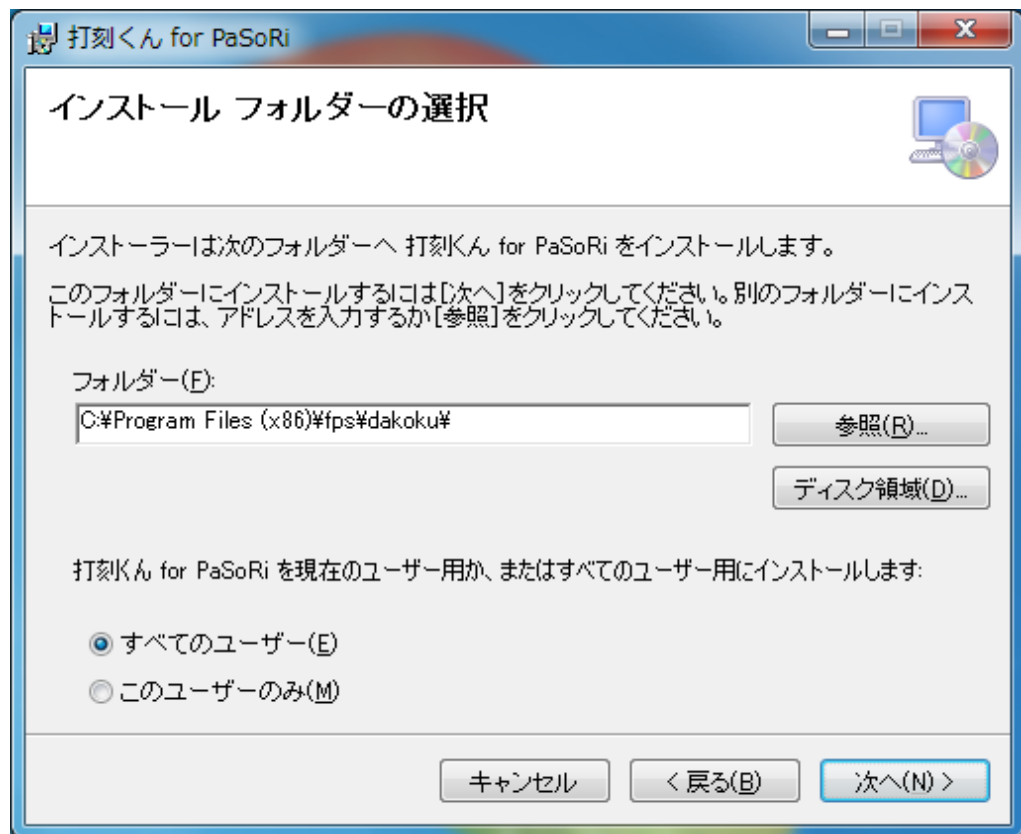 打刻くん for PaSoRi
インストール フォルダーの選択
インストーラーは次のフォルダーへ 打刻くん for PaSoRi をインストールします。
このフォルダーにインストールするには[次へ]をクリックしてください。別のフォルダーにインス
トールするには、アドレスを入力するか[参照]をクリックしてください。
フォルダー(F):
C:¥Program Files (x86)¥fps¥dakoku¥
参照(R)...
ディスク領域(D)...
打刻くん for PaSoRi を現在のユーザー用か、またはすべてのユーザー用にインストールします:
すべてのユーザー(E)
このユーザーのみ(M)
キャンセル
< 戻る(B)
次へ(N) >